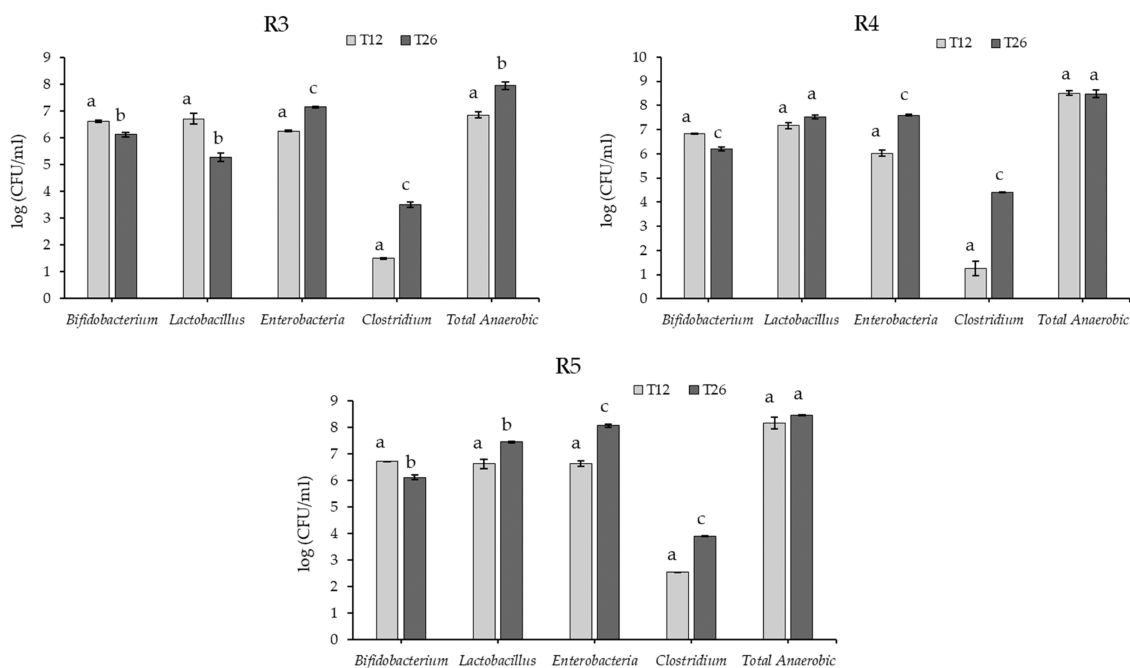 R3
T12 T26
9
8
7
6
5
4
3
2
1
0
log (CFU/ml)
a b a b a c a c a b
Bifidobacterium Lactobacillus Enterobacteria Clostridium Total Anaerobic
R4
T12 T26
10
9
8
7
6
5
4
3
2
1
0
log (CFU/ml)
a c a a a c a c a a
Bifidobacterium Lactobacillus Enterobacteria Clostridium Total Anaerobic
R5
T12 T26
9
8
7
6
5
4
3
2
1
0
log (CFU/ml)
a b a b a c a c a a
Bifidobacterium Lactobacillus Enterobacteria Clostridium Total Anaerobic